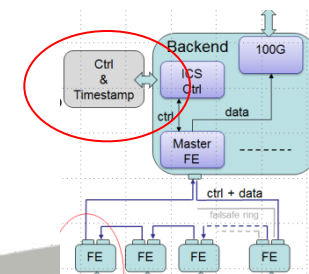 Backend
100G
Ctrl
&
Timestamp
ICS
Ctrl
ctrl
data
Master
FE
ctrl + data
failsafe ring
FE
FE
FE
FE